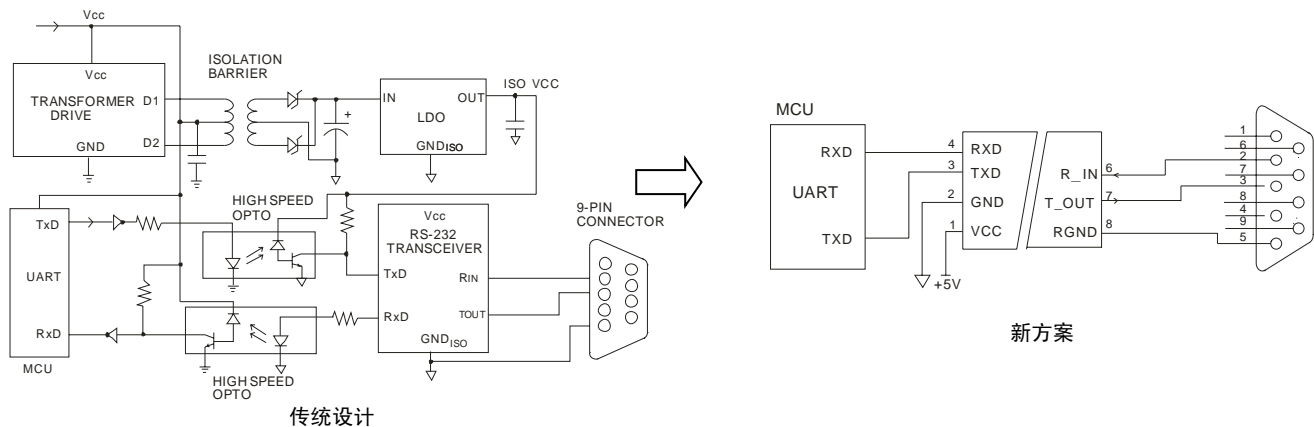 Vcc
Vcc
TRANSFORMER
DRIVE
D1
D2
GND
ISOLATION
BARRIER
IN
OUT
LDO
GNDISO
ISO VCC
+
HIGH SPEED
OPTO
TxD
UART
RxD
MCU
HIGH SPEED
OPTO
Vcc
RS-232
TRANSCEIVER
TxD
RxD
RIN
TOUT
GNDISO
9-PIN
CONNECTOR
传统设计
MCU
RXD
UART
TXD
4
3
2
1
RXD
TXD
GND
VCC
+5V
R_IN
T_OUT
RGND
6
7
8
1
6
2
7
3
8
4
9
5
新方案